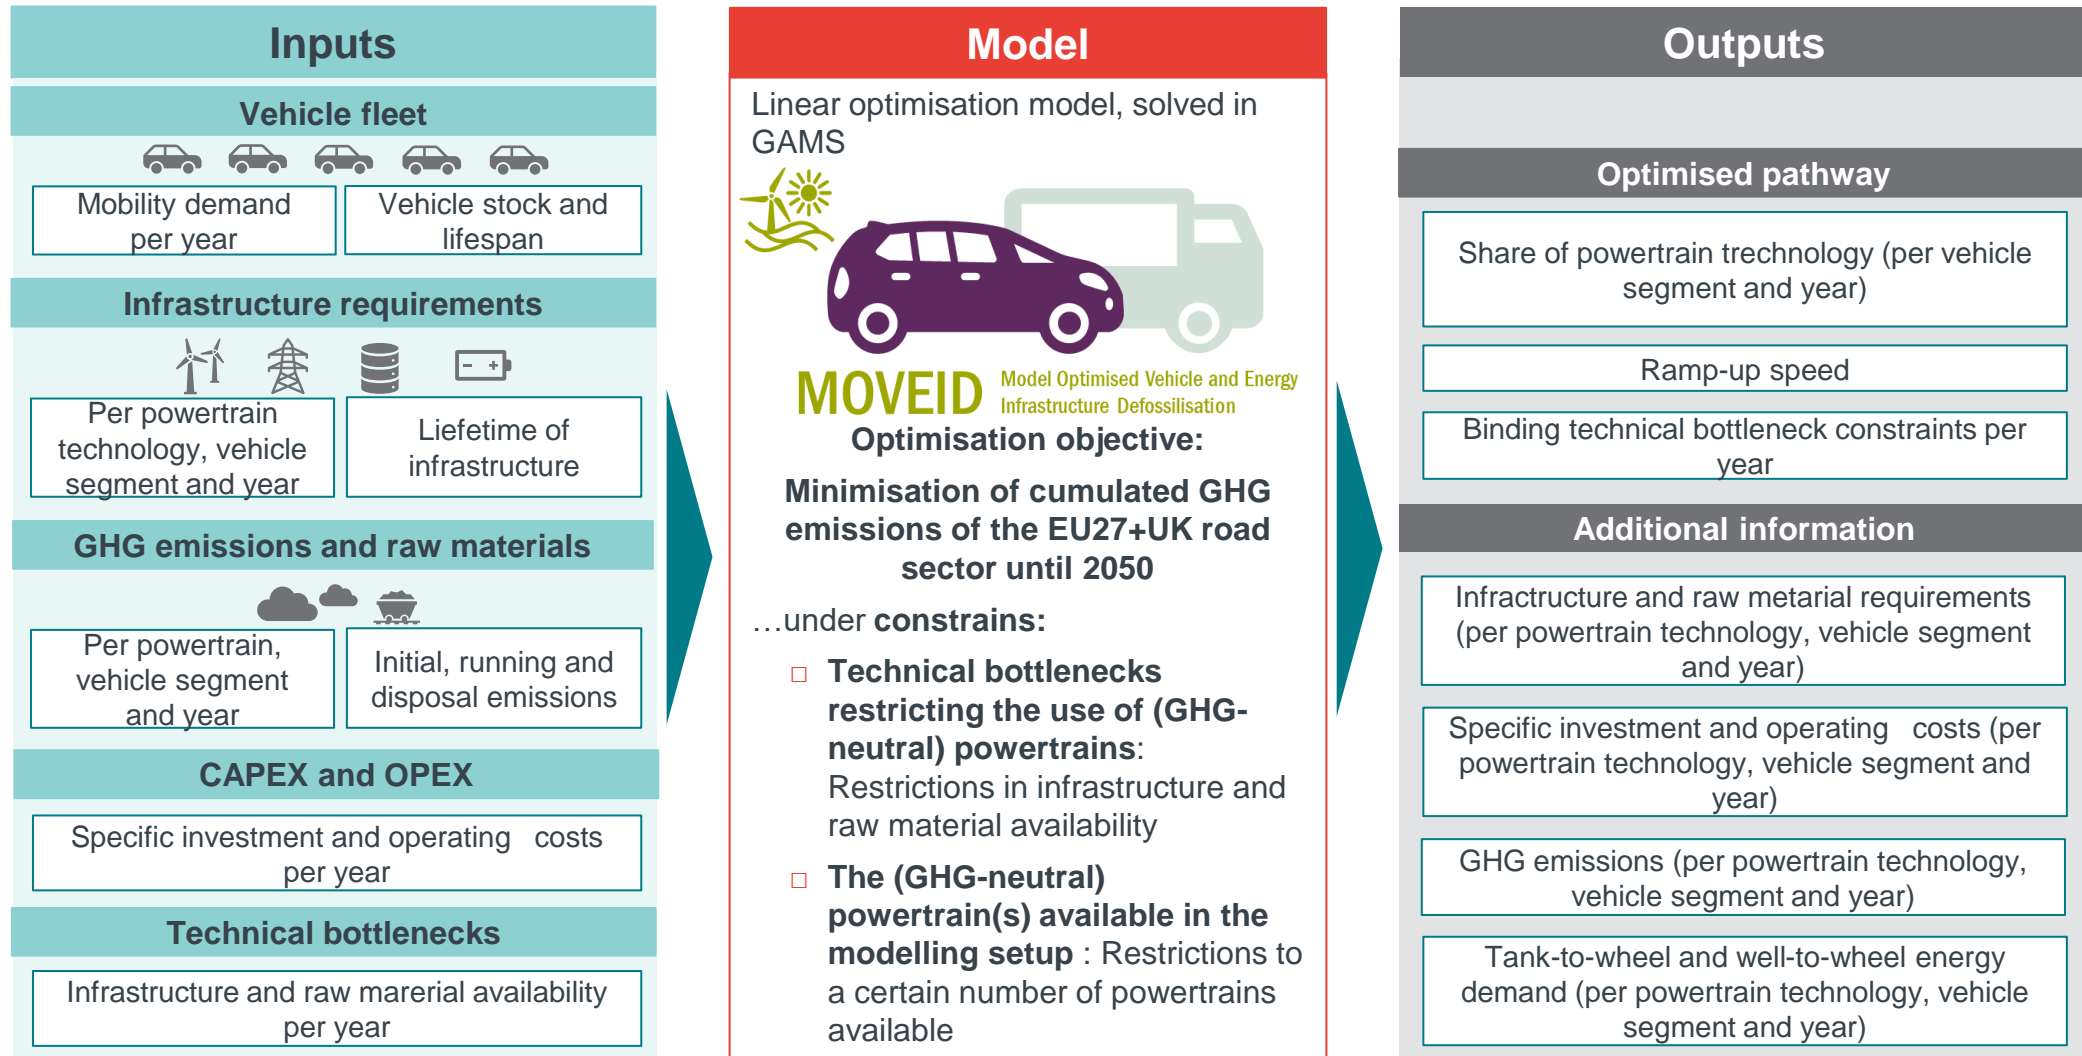 Inputs
Vehicle fleet
Mobility demand
per year
Vehicle stock and
lifespan
Infrastructure requirements
- +
Per powertrain
technology, vehicle
segment and year
Liefetime of
infrastructure
GHG emissions and raw materials
Per powertrain,
vehicle segment
and year
Initial, running and
disposal emissions
CAPEX and OPEX
Specific investment and operating costs
per year
Technical bottlenecks
Infrastructure and raw marerial availability
per year
Model
Linear optimisation model, solved in
GAMS
MOVEID
Model Optimised Vehicle and Energy
Infrastructure Defossilisation
Optimisation objective:
Minimisation of cumulated GHG
emissions of the EU27+UK road
sector until 2050
…under constrains:
Technical bottlenecks
restricting the use of (GHG-
neutral) powertrains:
Restrictions in infrastructure and
raw material availability
The (GHG-neutral)
powertrain(s) available in the
modelling setup : Restrictions to
a certain number of powertrains
available
Outputs
Optimised pathway
Share of powertrain trechnology (per vehicle
segment and year)
Ramp-up speed
Binding technical bottleneck constraints per
year
Additional information
Infractructure and raw metarial requirements
(per powertrain technology, vehicle segment
and year)
Specific investment and operating costs (per
powertrain technology, vehicle segment and
year)
GHG emissions (per powertrain technology,
vehicle segment and year)
Tank-to-wheel and well-to-wheel energy
demand (per powertrain technology, vehicle
segment and year)